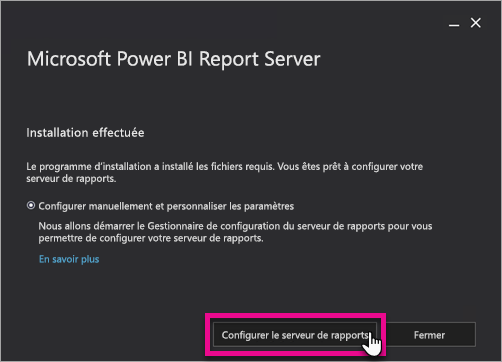 Microsoft Power BI Report Server
Installation effectuée
Le programme d'installation a installé les fichiers requis. Vous êtes prêt à configurer votre
serveur de rapports.
Configurer manuellement et personnaliser les paramètres
Nous allons démarrer le Gestionnaire de configuration du serveur de rapports pour vous
permettre de configurer votre serveur de rapports.
En savoir plus
Configurer le serveur de rapports
Fermer